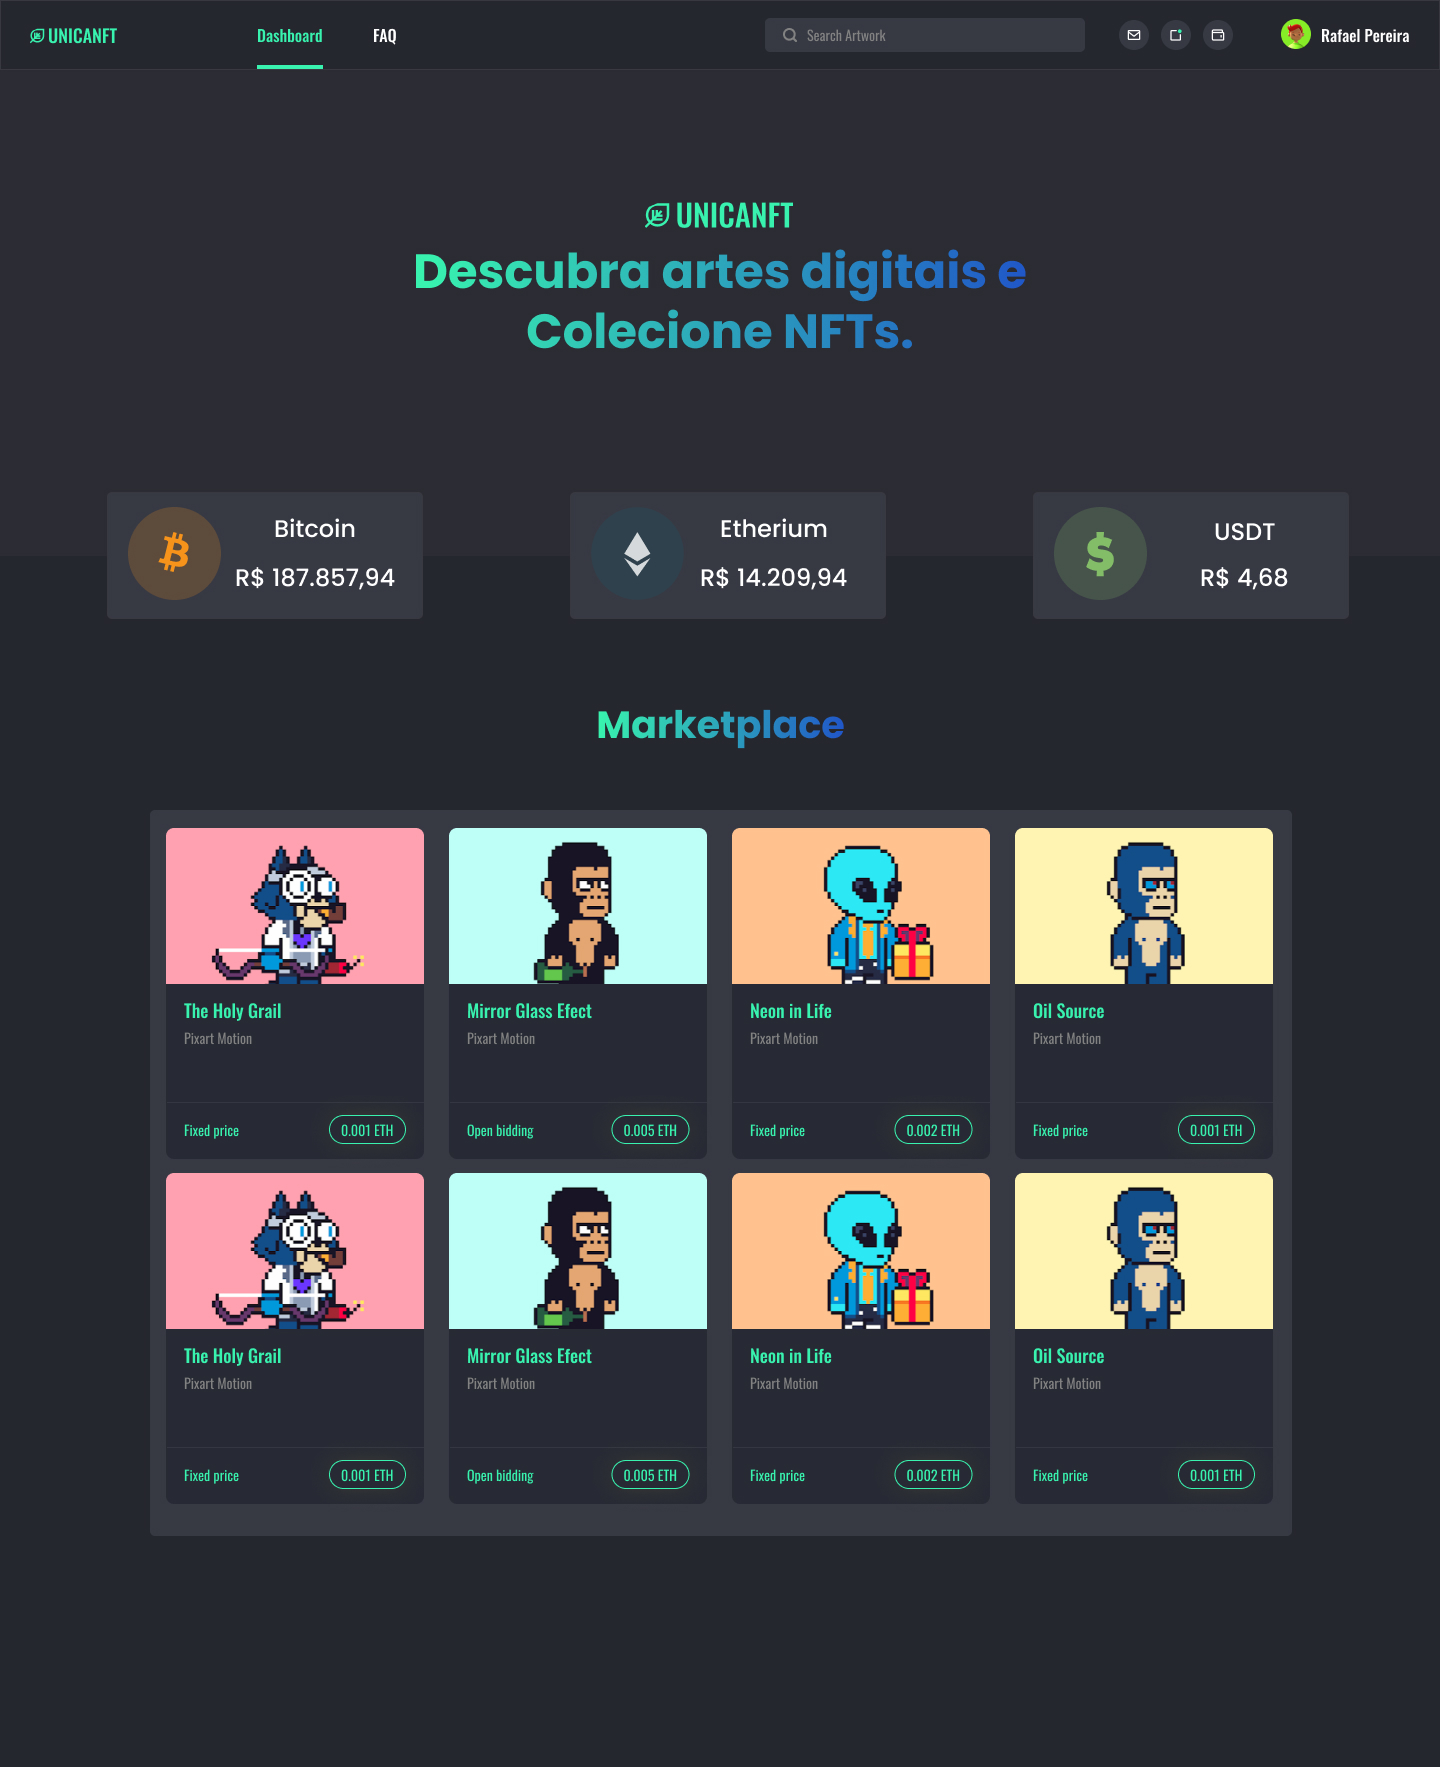 UNICANFT
Dashboard
FAQ
Search Artwork
Rafael Pereira
UNICANFT
Descubra artes digitais e
Colecione NFTs.
Bitcoin
R$ 187.857,94
Etherium
R$ 14.209,94
USDT
R$ 4,68
Marketplace
The Holy Grail
Pixart Motion
Fixed price
0.001 ETH
Mirror Glass Efect
Pixart Motion
Open bidding
0.005 ETH
Neon in Life
Pixart Motion
Fixed price
0.002 ETH
Oil Source
Pixart Motion
Fixed price
0.001 ETH
The Holy Grail
Pixart Motion
Fixed price
0.001 ETH
Mirror Glass Efect
Pixart Motion
Open bidding
0.005 ETH
Neon in Life
Pixart Motion
Fixed price
0.002 ETH
Oil Source
Pixart Motion
Fixed price
0.001 ETH